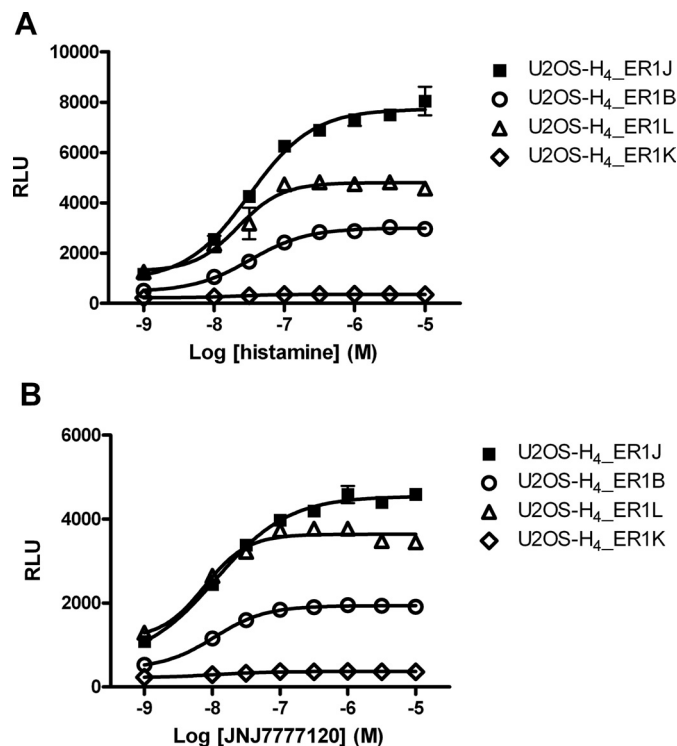 A
10000
8000
6000
4000
2000
0
RLU
-9 -8 -7 -6 -5
Log [histamine] (M)
U2OS-H₄_ER1J
U2OS-H₄_ER1B
U2OS-H₄_ER1L
U2OS-H₄_ER1K
B
6000
4000
2000
0
RLU
-9 -8 -7 -6 -5
Log [JNJ7777120] (M)
U2OS-H₄_ER1J
U2OS-H₄_ER1B
U2OS-H₄_ER1L
U2OS-H₄_ER1K